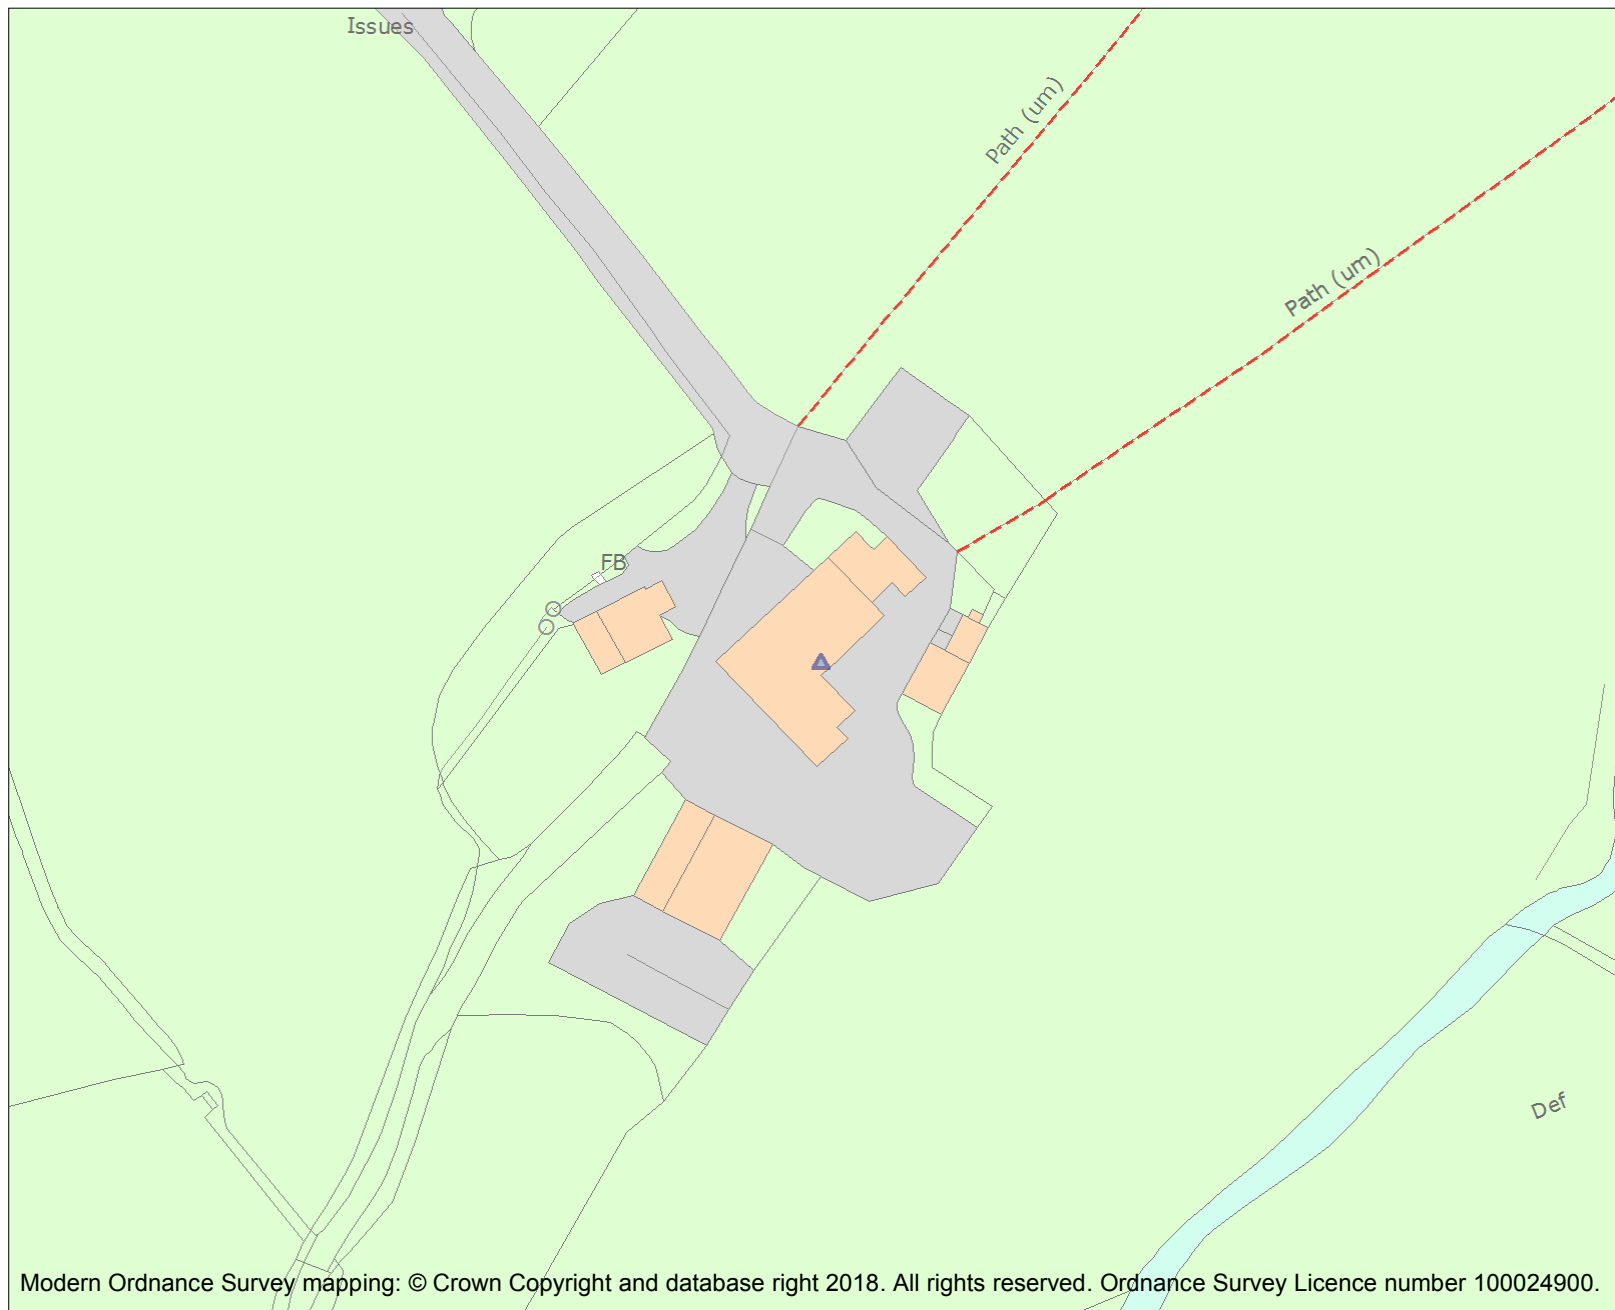 Issues
Path (um)
Path (um)
FB
Def
Modern Ordnance Survey mapping: © Crown Copyright and database right 2018. All rights reserved. Ordnance Survey Licence number 100024900.